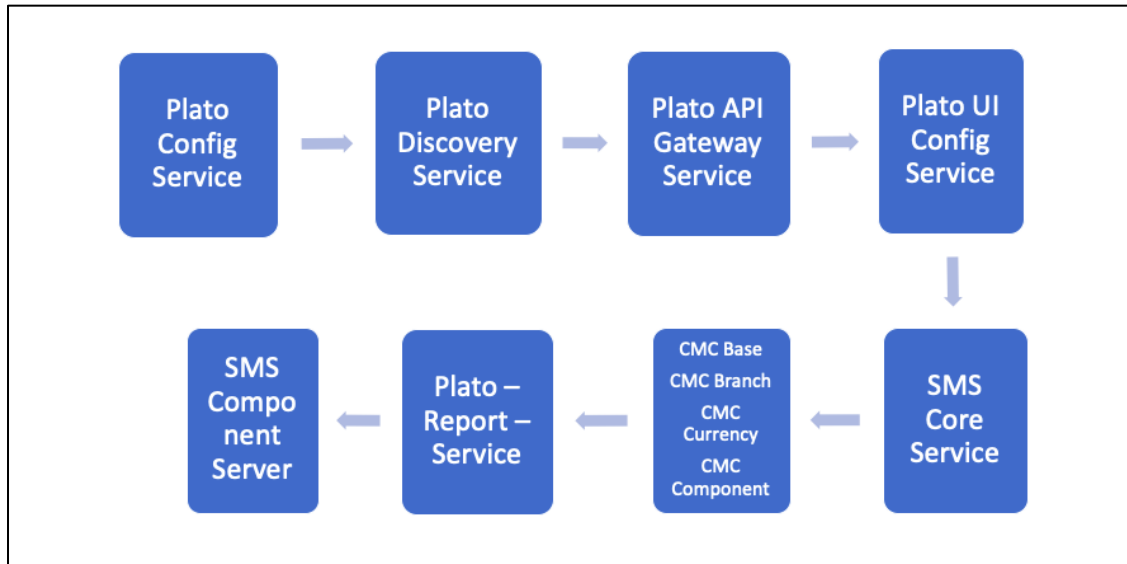 Plato
Config
Service
Plato
Discovery
Service
Plato API
Gateway
Service
Plato UI
Config
Service
SMS
Core
Service
CMC Base
CMC Branch
CMC
Currency
CMC
Component
Plato –
Report –
Service
SMS
Compo
nent
Server